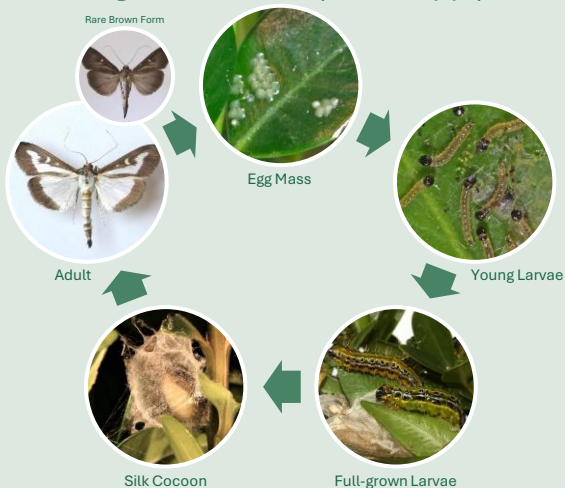 Rare Brown Form
Egg Mass
Adult
Young Larvae
Silk Cocoon
Full-grown Larvae